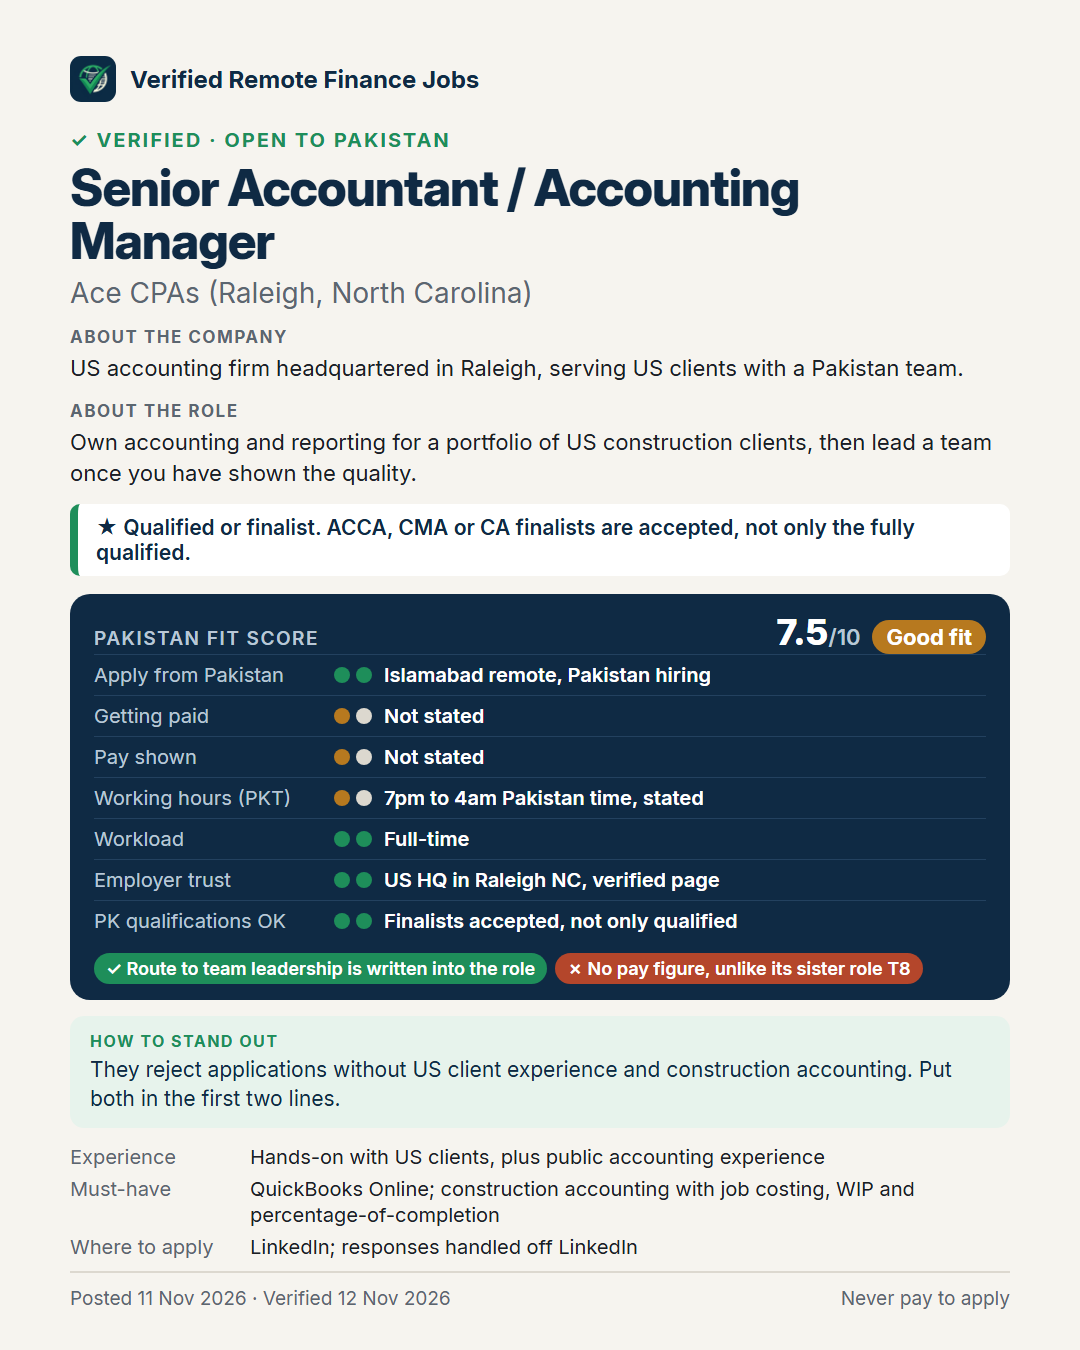 Verified Remote Finance Jobs
✓ VERIFIED · OPEN TO PAKISTAN
Senior Accountant / Accounting
Manager
Ace CPAs (Raleigh, North Carolina)
ABOUT THE COMPANY
US accounting firm headquartered in Raleigh, serving US clients with a Pakistan team.
ABOUT THE ROLE
Own accounting and reporting for a portfolio of US construction clients, then lead a team
once you have shown the quality.
★ Qualified or finalist. ACCA, CMA or CA finalists are accepted, not only the fully
qualified.
PAKISTAN FIT SCORE 7.5/10 Good fit
Apply from Pakistan Islamabad remote, Pakistan hiring
Getting paid Not stated
Pay shown Not stated
Working hours (PKT) 7pm to 4am Pakistan time, stated
Workload Full-time
Employer trust US HQ in Raleigh NC, verified page
PK qualifications OK Finalists accepted, not only qualified
✓ Route to team leadership is written into the role × No pay figure, unlike its sister role T8
HOW TO STAND OUT
They reject applications without US client experience and construction accounting. Put
both in the first two lines.
Experience Hands-on with US clients, plus public accounting experience
Must-have QuickBooks Online; construction accounting with job costing, WIP and
percentage-of-completion
Where to apply LinkedIn; responses handled off LinkedIn
Posted 11 Nov 2026 · Verified 12 Nov 2026 Never pay to apply